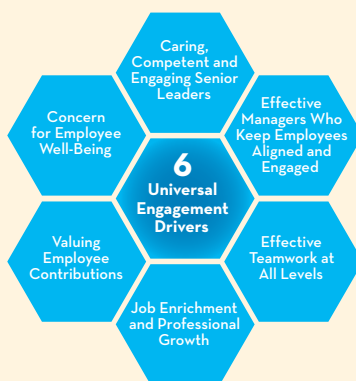 Caring,
Competent and
Engaging Senior
Leaders
Effective
Managers Who
Keep Employees
Aligned and
Engaged
Effective
Teamwork at
All Levels
Job Enrichment
and Professional
Growth
Valuing
Employee
Contributions
Concern
for Employee
Well-Being
6
Universal
Engagement
Drivers